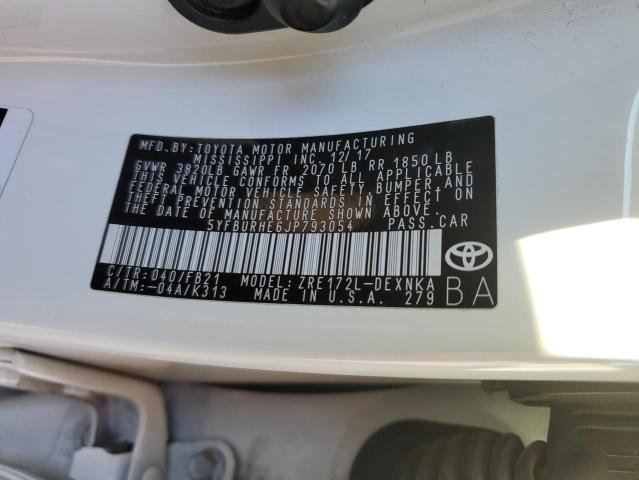 MFD.BY:TOYOTA MOTOR MANUFACTURING
MISSISSIPPI INC. 12/17
GVWR 3820LB GAWR FR 2070 LB RR 1850 LB
THIS VEHICLE CONFORMS TO ALL APPLICABLE
FEDERAL MOTOR VEHICLE SAFETY, BUMPER, AND
THEFT PREVENTION STANDARDS IN EFFECT ON
THE DATE OF MANUFACTURE SHOWN ABOVE.
5YFBURHE6JP793054 PASS.CAR
C/TR:040/FB21 MODEL:ZRE172L-DEXNKA
A/TM:-04A/K313 MADE IN U.S.A. 279
BA